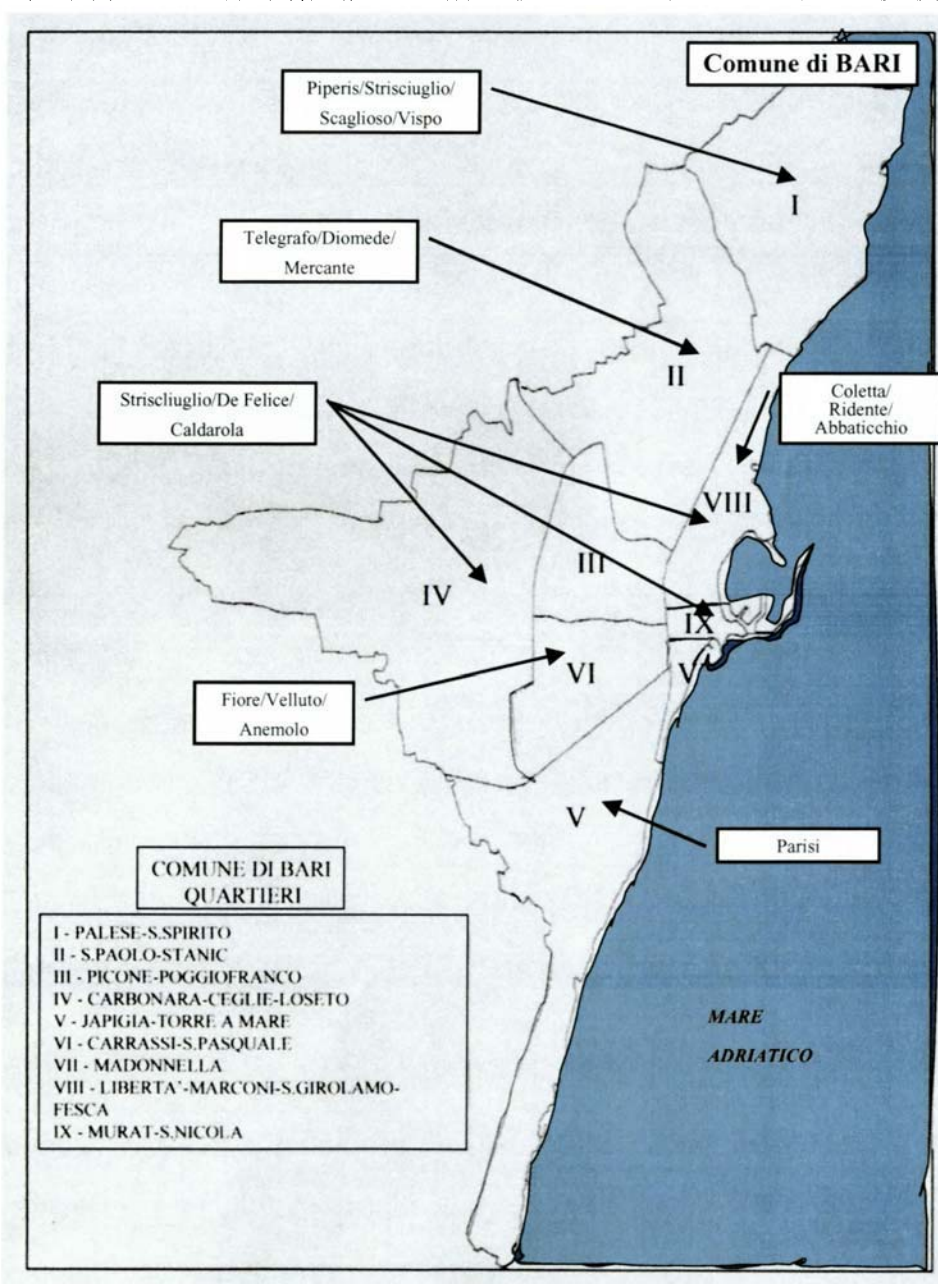 Comune di BARI
Piperis/Strisciuglio/
Scaglioso/Vispo
I
Telegrafo/Diomede/
Mercante
II
Striscliuglio/De Felice/
Caldarola
Coletta/
Ridente/
Abbaticchio
VIII
III
IV
IX
VI
V
Fiore/Velluto/
Anemolo
V
Parisi
COMUNE DI BARI
QUARTIERI
I - PALESE-S.SPIRITO
II - S.PAOLO-STANIC
III - PICONE-POGGIOFRANCO
IV - CARBONARA-CEGLIE-LOSETO
V - JAPIGIA-TORRE A MARE
VI - CARRASSI-S.PASQUALE
VII - MADONNELLA
VIII - LIBERTA`-MARCONI-S.GIROLAMO-
FESCA
IX - MURAT-S.NICOLA
MARE
ADRIATICO